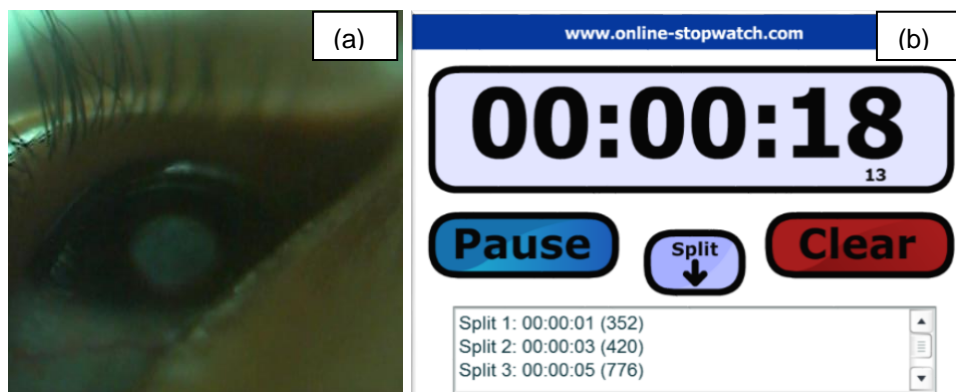 (a)
www.online-stopwatch.com
(b)
00:00:18
13
Pause
Split
Clear
Split 1: 00:00:01 (352)
Split 2: 00:00:03 (420)
Split 3: 00:00:05 (776)